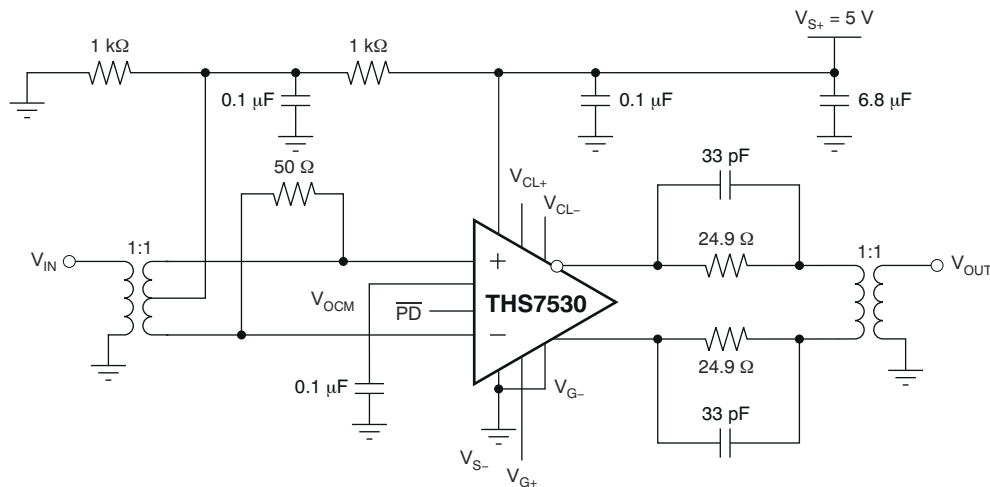 V_S+ = 5 V
1 kΩ
1 kΩ
0.1 µF
0.1 µF
6.8 µF
50 Ω
33 pF
V_CL+
V_CL−
1:1
24.9 Ω
1:1
V_IN
V_OUT
+
V_OCM
PD
THS7530
−
24.9 Ω
0.1 µF
V_G−
33 pF
V_S−
V_G+